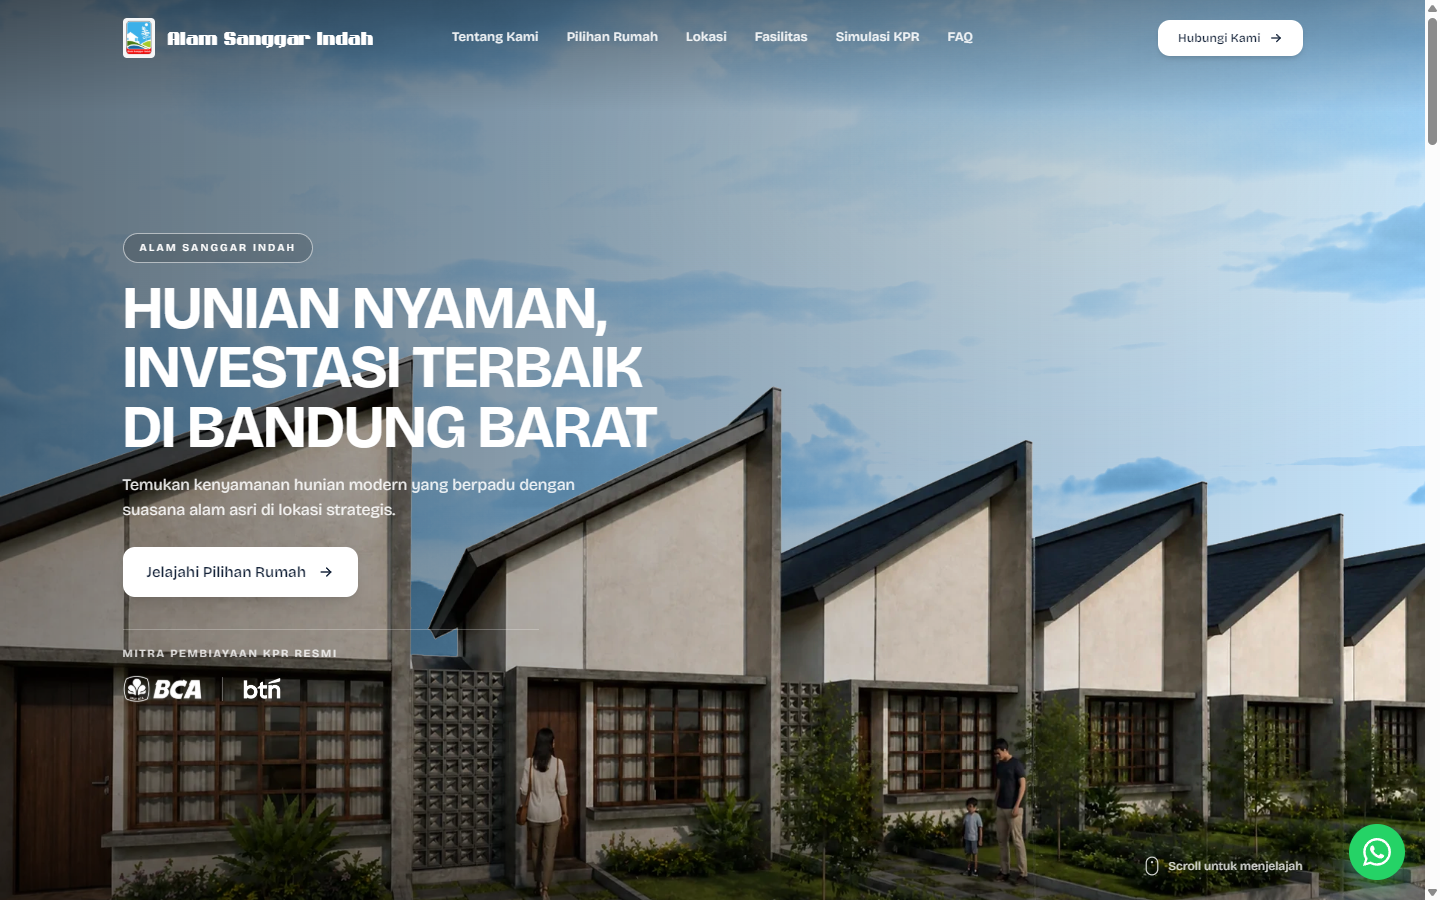 Alam Sanggar Indah
Tentang Kami
Pilihan Rumah
Lokasi
Fasilitas
Simulasi KPR
FAQ
Hubungi Kami
ALAM SANGGAR INDAH
HUNIAN NYAMAN,
INVESTASI TERBAIK
DI BANDUNG BARAT
Temukan kenyamanan hunian modern yang berpadu dengan
suasana alam asri di lokasi strategis.
Jelajahi Pilihan Rumah
MITRA PEMBIAYAAN KPR RESMI
BCA
btn
Scroll untuk menjelajah